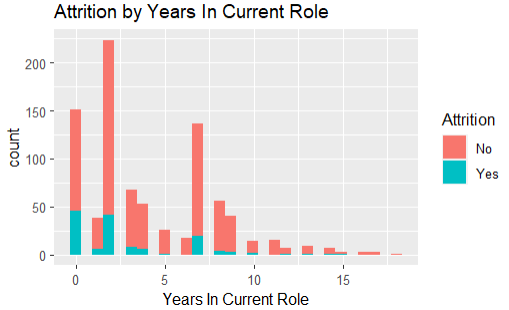 Attrition by Years In Current Role
200
150
100
50
0
count
0 5 10 15
Years In Current Role
Attrition
No
Yes